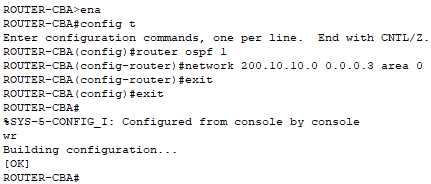 ROUTER-CBA>ena
ROUTER-CBA#config t
Enter configuration commands, one per line.  End with CNTL/Z.
ROUTER-CBA(config)#router ospf 1
ROUTER-CBA(config-router)#network 200.10.10.0 0.0.0.3 area 0
ROUTER-CBA(config-router)#exit
ROUTER-CBA(config)#exit
ROUTER-CBA#
%SYS-5-CONFIG_I: Configured from console by console
wr
Building configuration...
[OK]
ROUTER-CBA#